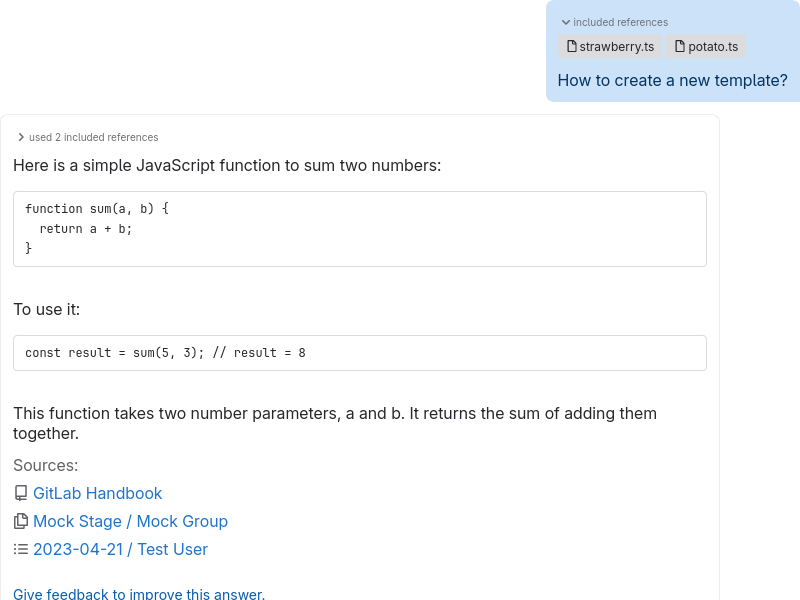 included references
strawberry.ts potato.ts
How to create a new template?
used 2 included references
Here is a simple JavaScript function to sum two numbers:
function sum(a, b) {
  return a + b;
}
To use it:
const result = sum(5, 3); // result = 8
This function takes two number parameters, a and b. It returns the sum of adding them
together.
Sources:
GitLab Handbook
Mock Stage / Mock Group
2023-04-21 / Test User
Give feedback to improve this answer.